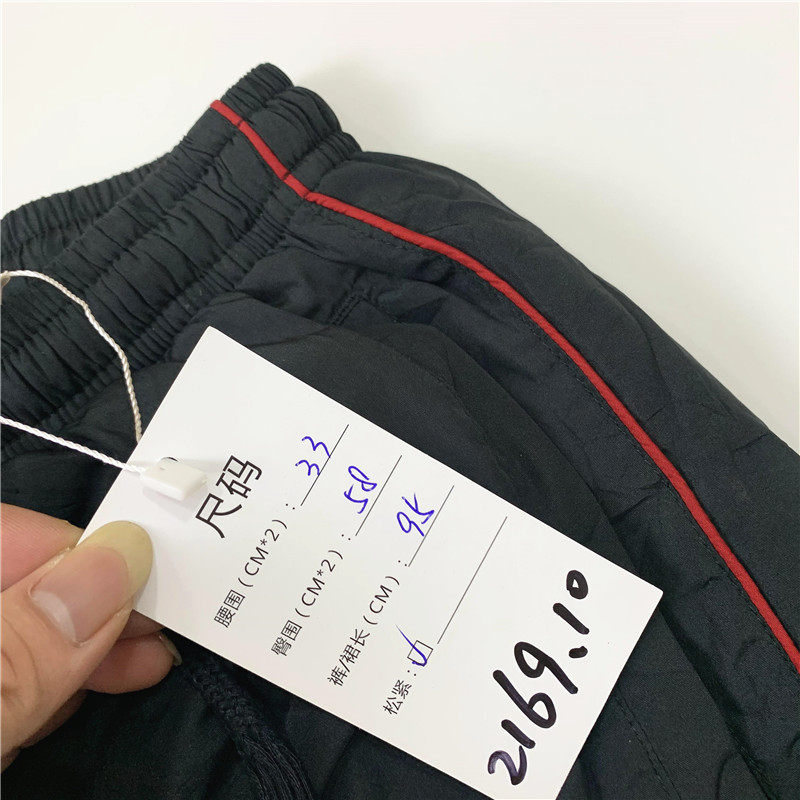 尺码
腰围(CM*2): 33
臀围(CM*2): 58
裤/裙长(CM): 95
松紧:☑
2169.10